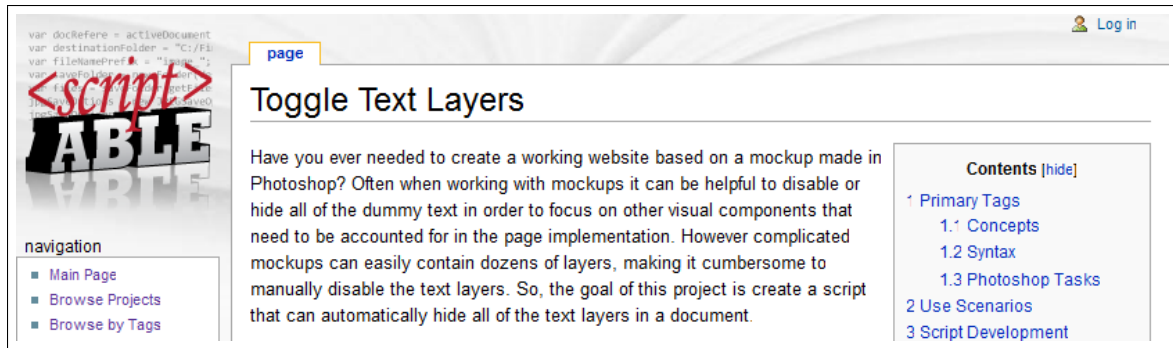 var docRefere = activeDocument
var destinationFolder = "C:/Fi
var fileNamePrefix = "image_";
<script>
ABLE
Log in
page
Toggle Text Layers
Have you ever needed to create a working website based on a mockup made in
Photoshop? Often when working with mockups it can be helpful to disable or
hide all of the dummy text in order to focus on other visual components that
need to be accounted for in the page implementation. However complicated
mockups can easily contain dozens of layers, making it cumbersome to
manually disable the text layers. So, the goal of this project is create a script
that can automatically hide all of the text layers in a document.
Contents [hide]
1 Primary Tags
1.1 Concepts
1.2 Syntax
1.3 Photoshop Tasks
2 Use Scenarios
3 Script Development
navigation
Main Page
Browse Projects
Browse by Tags